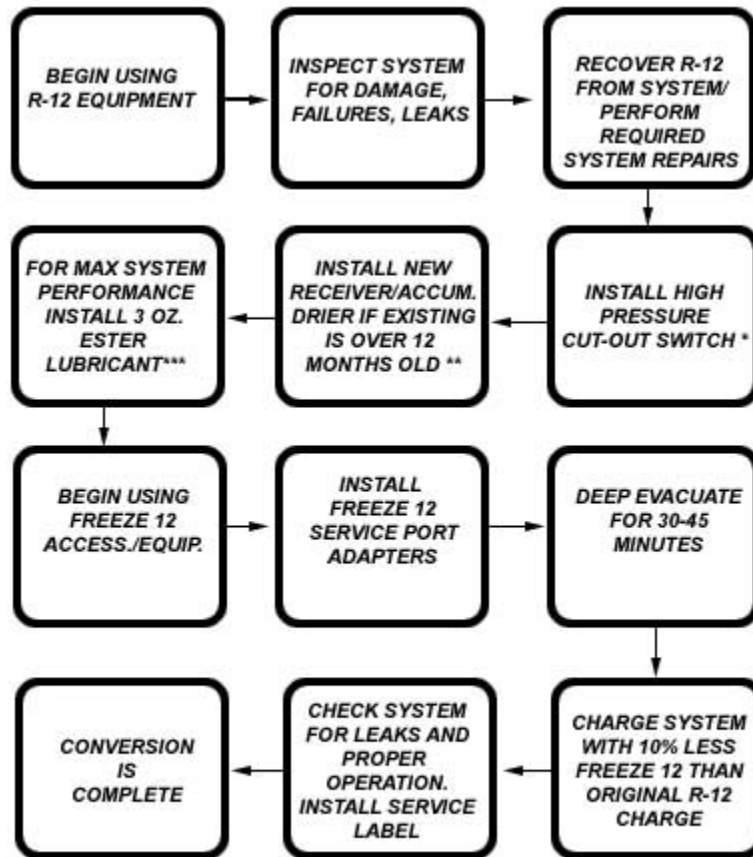 BEGIN USING
R-12 EQUIPMENT
INSPECT SYSTEM
FOR DAMAGE,
FAILURES, LEAKS
RECOVER R-12
FROM SYSTEM/
PERFORM
REQUIRED
SYSTEM REPAIRS
INSTALL HIGH
PRESSURE
CUT-OUT SWITCH *
INSTALL NEW
RECEIVER/ACCUM.
DRIER IF EXISTING
IS OVER 12
MONTHS OLD **
FOR MAX SYSTEM
PERFORMANCE
INSTALL 3 OZ.
ESTER
LUBRICANT***
BEGIN USING
FREEZE 12
ACCESS./EQUIP.
INSTALL
FREEZE 12
SERVICE PORT
ADAPTERS
DEEP EVACUATE
FOR 30-45
MINUTES
CHARGE SYSTEM
WITH 10% LESS
FREEZE 12 THAN
ORIGINAL R-12
CHARGE
CHECK SYSTEM
FOR LEAKS AND
PROPER
OPERATION.
INSTALL SERVICE
LABEL
CONVERSION
IS
COMPLETE